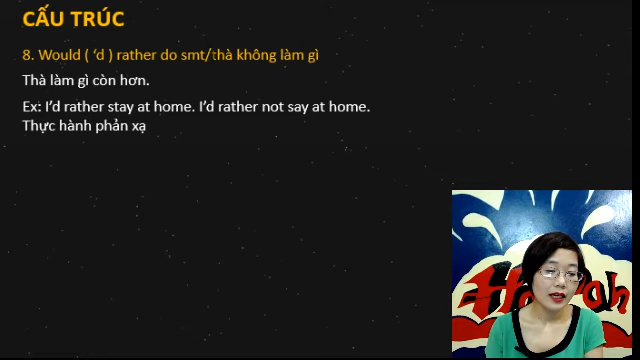 CẤU TRÚC
8. Would ( ‘d ) rather do smt/thà không làm gì
Thà làm gì còn hơn.
Ex: I’d rather stay at home. I’d rather not say at home.
Thực hành phản xạ